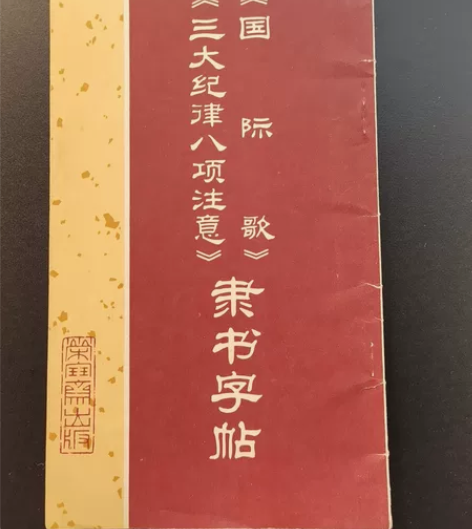 《国际歌》
《三大纪律八项注意》
隶书字帖
荣宝斋出版